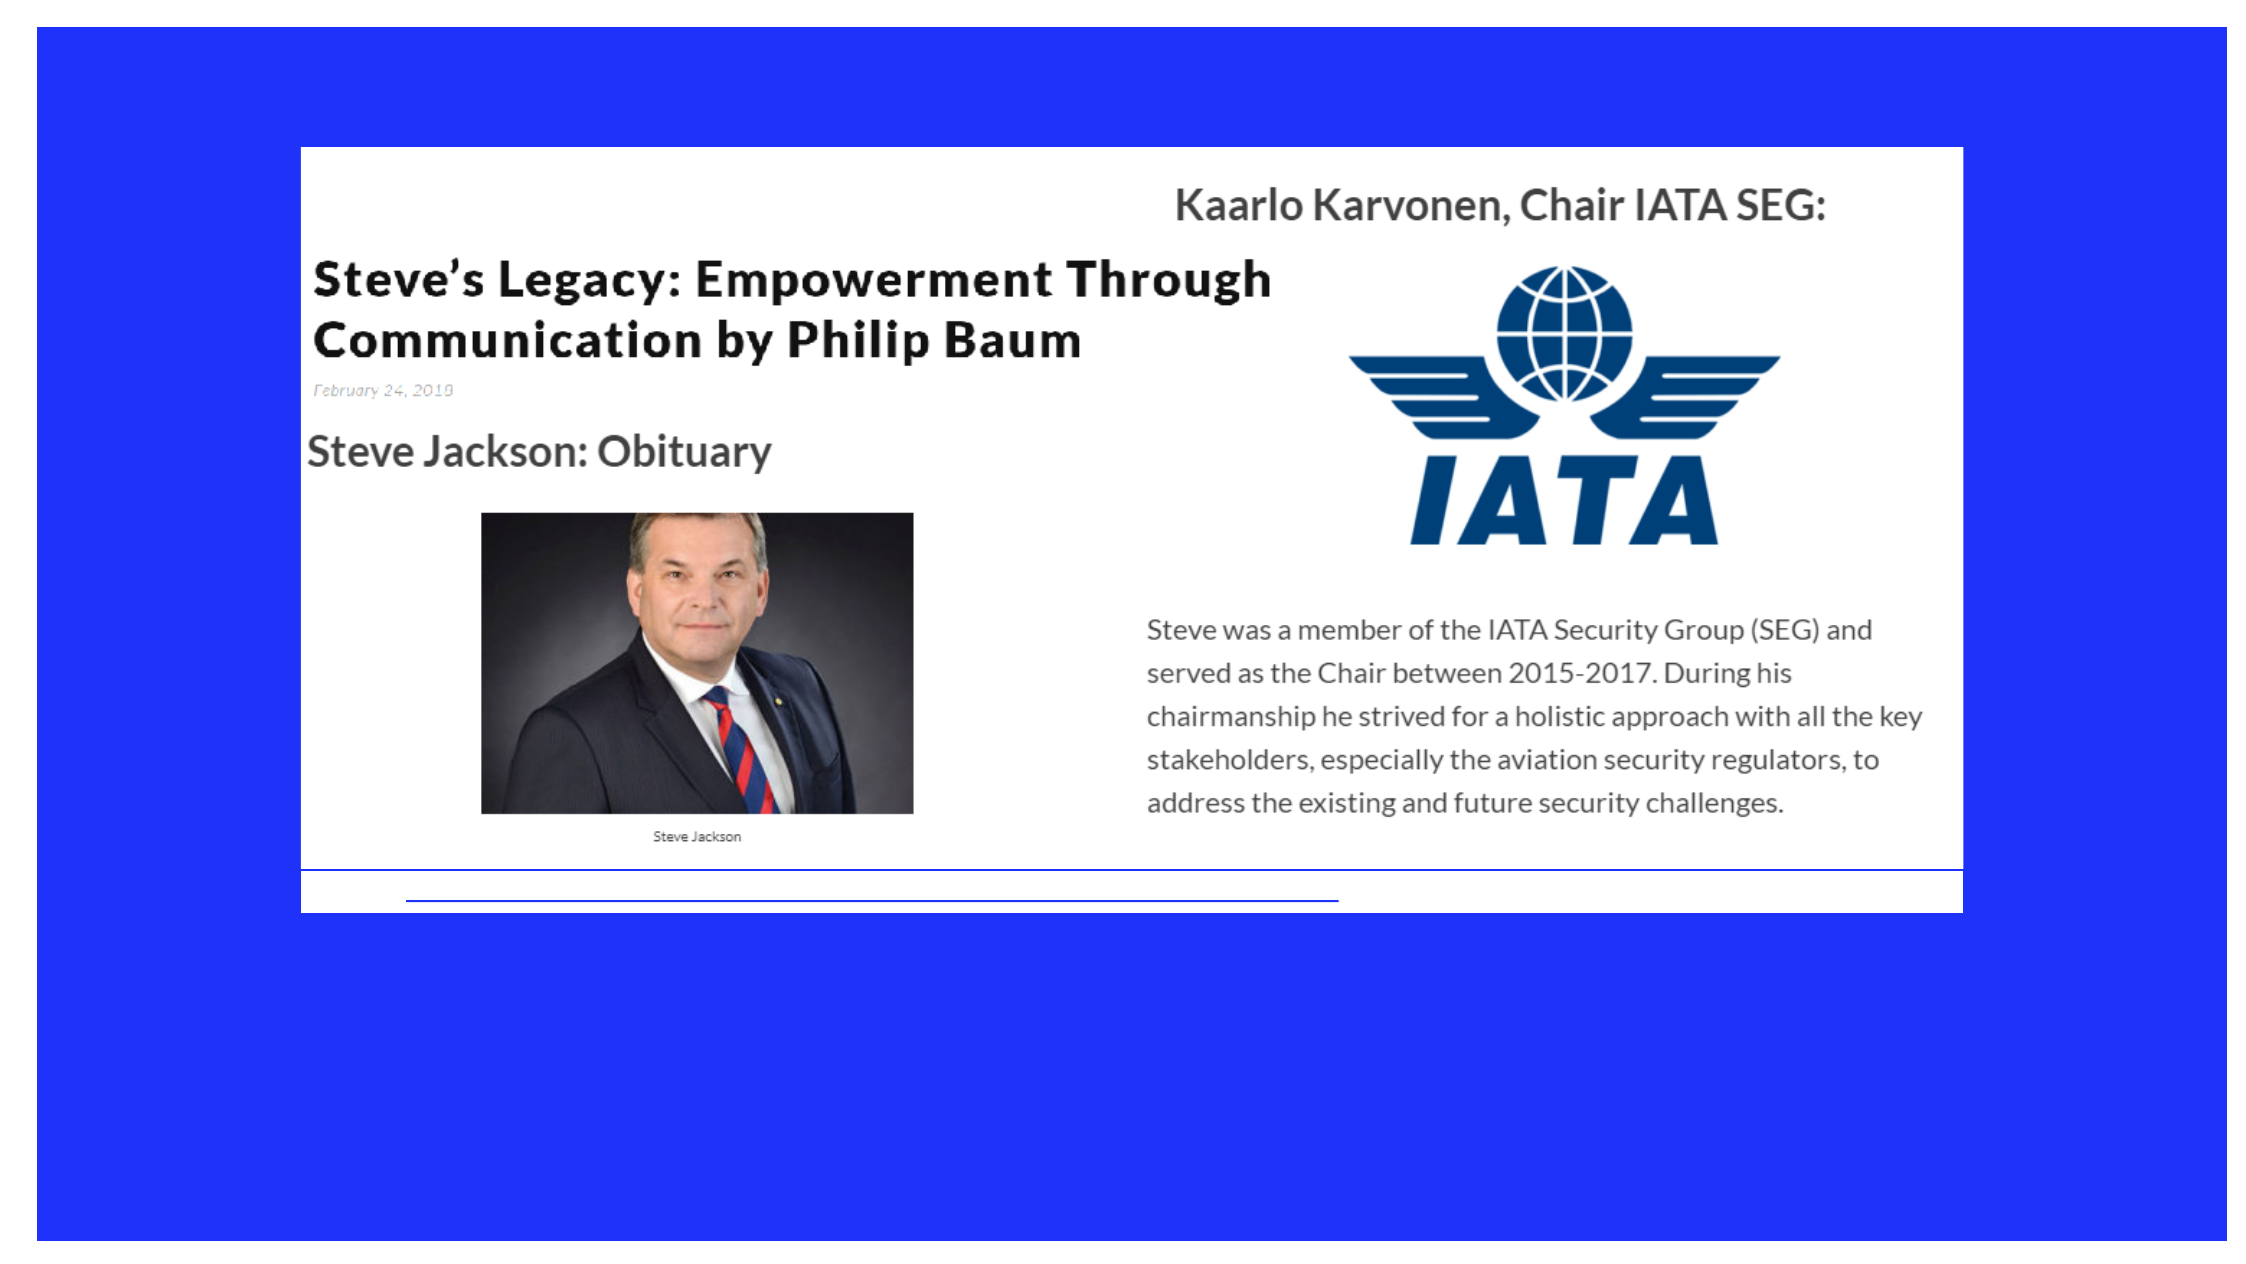 Kaarlo Karvonen, Chair IATA SEG:
Steve’s Legacy: Empowerment Through
Communication by Philip Baum
February 24, 2018
Steve Jackson: Obituary
Steve Jackson
IATA
Steve was a member of the IATA Security Group (SEG) and
served as the Chair between 2015-2017. During his
chairmanship he strived for a holistic approach with all the key
stakeholders, especially the aviation security regulators, to
address the existing and future security challenges.